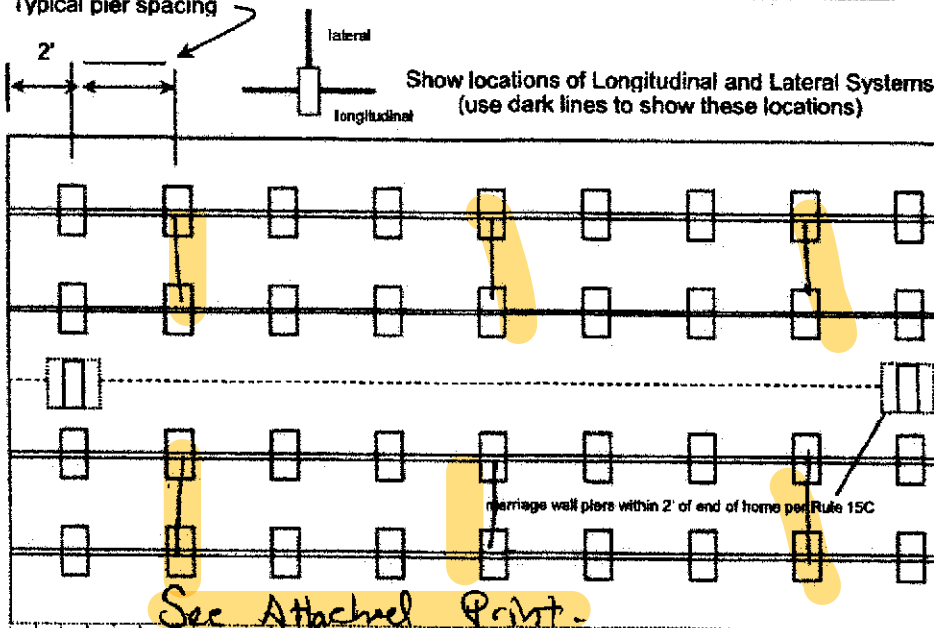 Typical pier spacing
2'
lateral
longitudinal
Show locations of Longitudinal and Lateral Systems
(use dark lines to show these locations)
marriage wall piers within 2' of end of home per Rule 15C
See Attached Print.